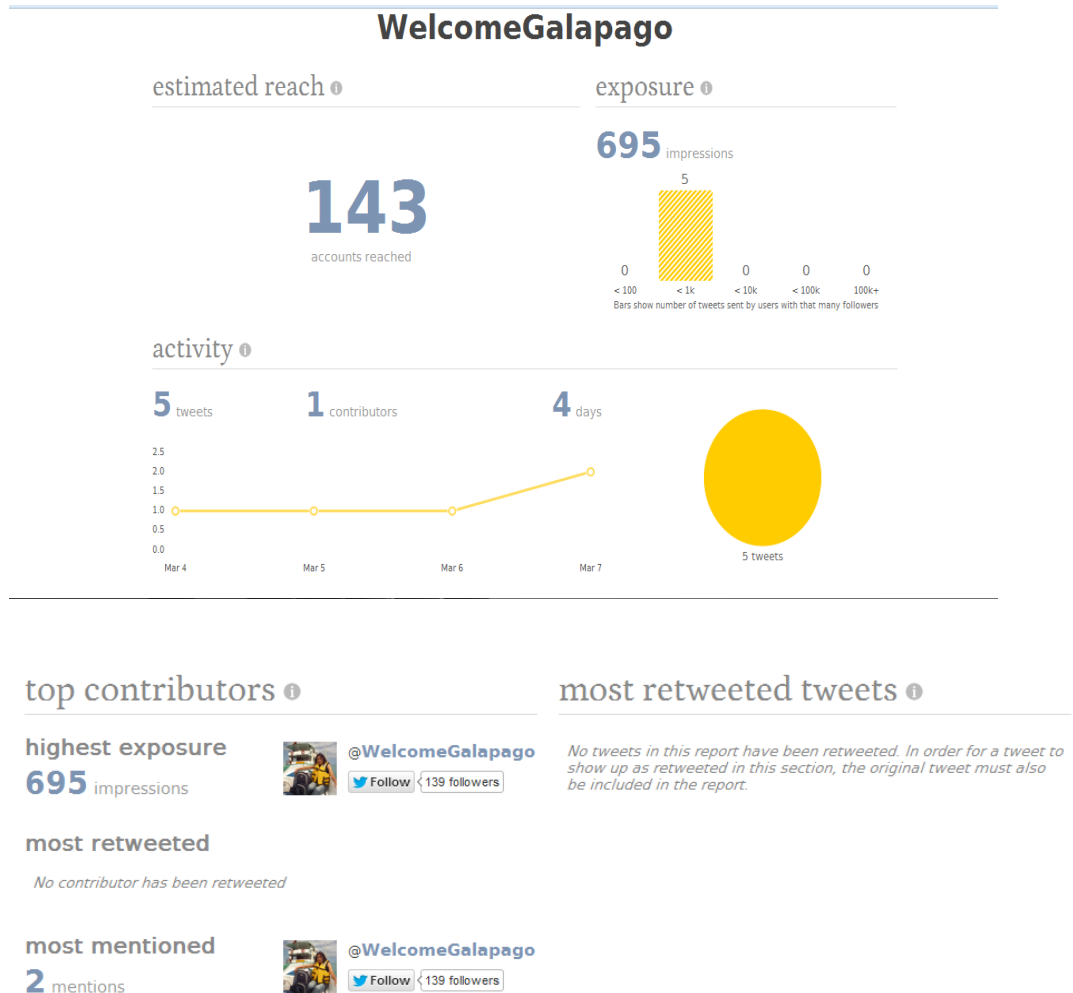 WelcomeGalapago
estimated reach
143
accounts reached
exposure
695 impressions
5
0 0 0 0
< 100 < 1k < 10k < 100k 100k+
Bars show number of tweets sent by users with that many followers
activity
5 tweets 1 contributors 4 days
2.5
2.0
1.5
1.0
0.5
0.0
Mar 4 Mar 5 Mar 6 Mar 7
5 tweets
top contributors
highest exposure
695 impressions
@WelcomeGalapago
Follow 139 followers
most retweeted
No contributor has been retweeted
most mentioned
2 mentions
@WelcomeGalapago
Follow 139 followers
most retweeted tweets
No tweets in this report have been retweeted. In order for a tweet to
show up as retweeted in this section, the original tweet must also
be included in the report.